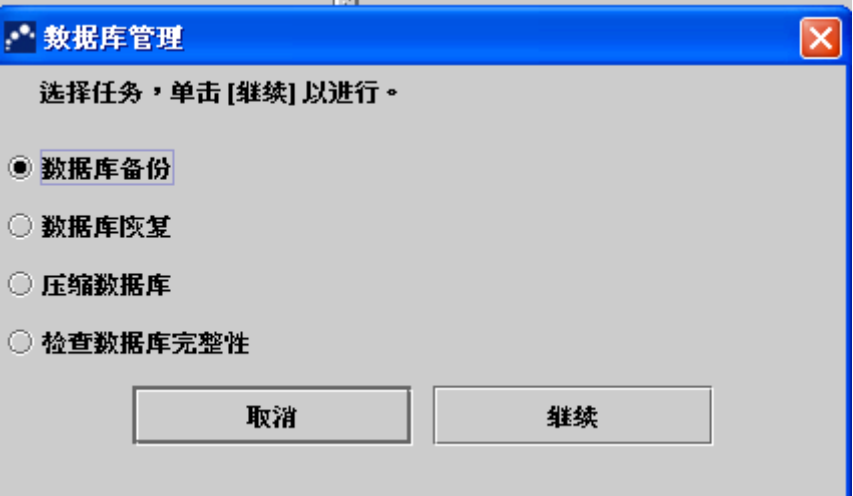 数据库管理
选择任务，单击 [继续] 以进行。
数据库备份
数据库恢复
压缩数据库
检查数据库完整性
取消
继续